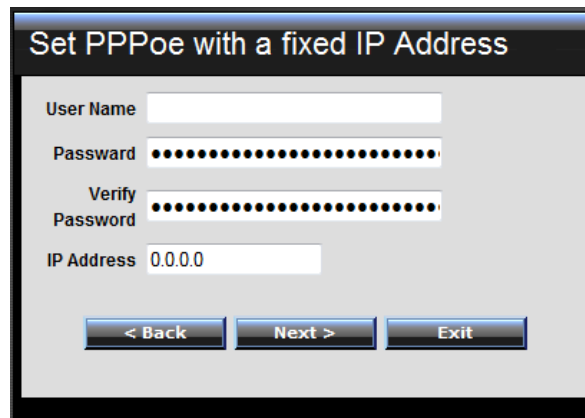 Set PPPoe with a fixed IP Address
User Name
Passward ●●●●●●●●●●●●●●●●●●●●●●●●●●
Verify
Password ●●●●●●●●●●●●●●●●●●●●●●●●●●
IP Address 0.0.0.0
< Back Next > Exit